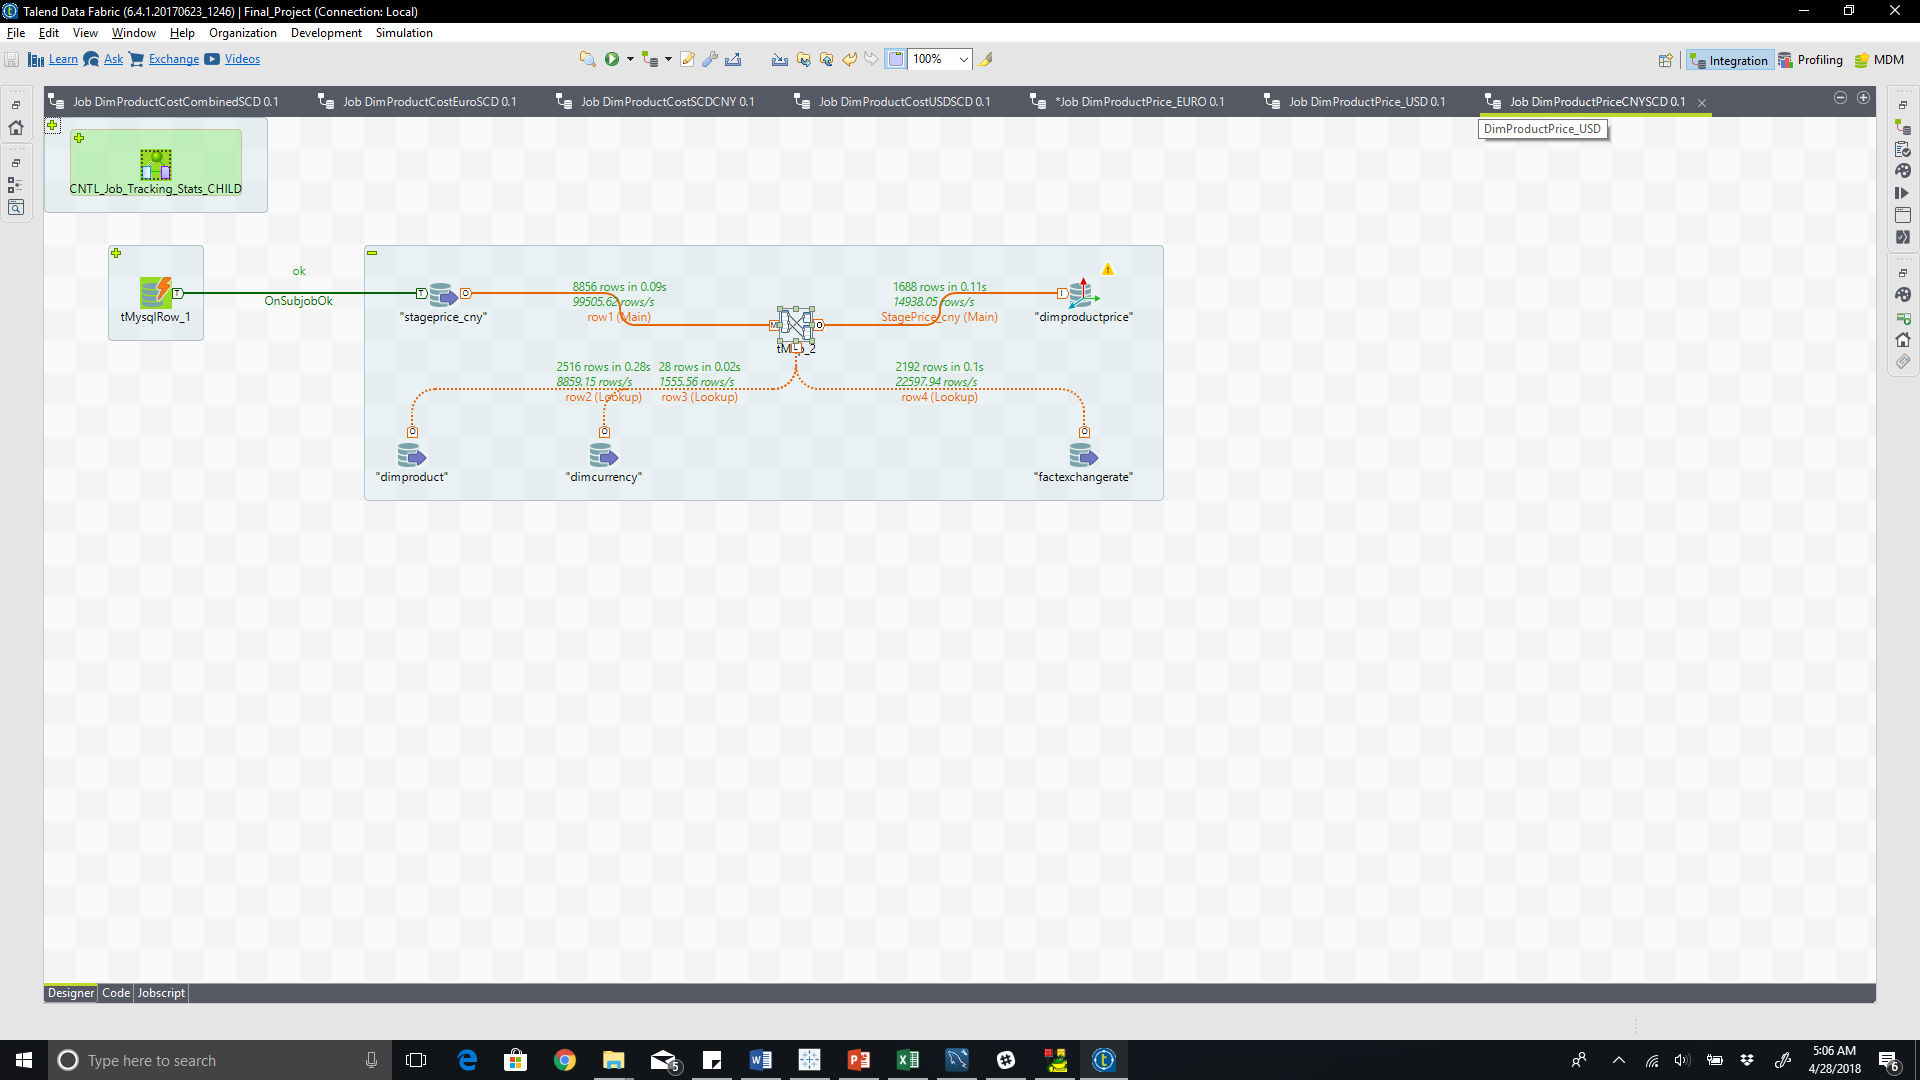 Talend Data Fabric (6.4.1.20170623_1246) | Final_Project (Connection: Local)
File Edit View Window Help Organization Development Simulation
Learn Ask Exchange Videos 100% Integration Profiling MDM
Job DimProductCostCombinedSCD 0.1 Job DimProductCostEuroSCD 0.1 Job DimProductCostSCDCNY 0.1 Job DimProductCostUSDSCD 0.1 *Job DimProductPrice_EURO 0.1 Job DimProductPrice_USD 0.1 Job DimProductPriceCNYSCD 0.1
DimProductPrice_USD
CNTL_Job_Tracking_Stats_CHILD
ok
OnSubjobOk
tMysqlRow_1
"stageprice_cny"
8856 rows in 0.09s
99505.62 rows/s
row1 (Main)
1688 rows in 0.11s
14938.05 rows/s
StagePrice_cny (Main)
"dimproductprice"
2516 rows in 0.28s
8859.15 rows/s
row2 (Lookup)
28 rows in 0.02s
1555.56 rows/s
row3 (Lookup)
2192 rows in 0.1s
22597.94 rows/s
row4 (Lookup)
"dimproduct" "dimcurrency" "factexchangerate"
Designer Code Jobscript
Type here to search
5
5:06 AM
4/28/2018
6